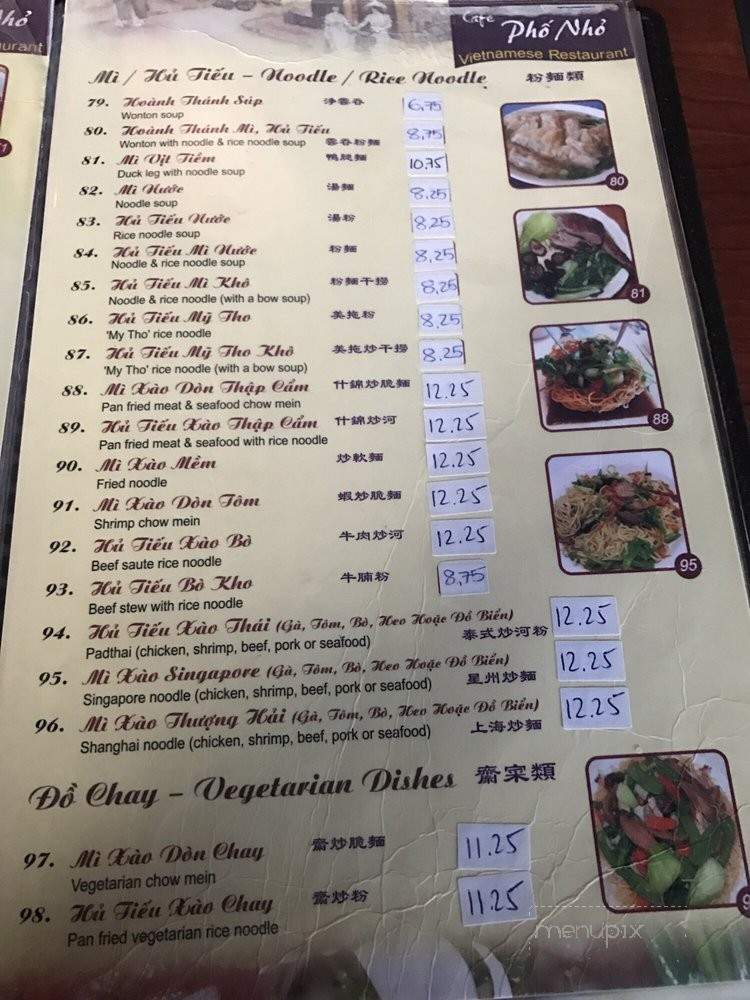 hỏ
urant
Cafe
Phố Nhỏ
Vietnamese Restaurant
Mì / Hủ Tiếu - Noodle / Rice Noodle 粉麵類
79. Hoành Thánh Súp 淨雲吞 6,75
Wonton soup
80. Hoành Thánh Mì, Hủ Tiếu 8,75
Wonton with noodle & rice noodle soup 蓉吞粉麵
81. Mì Vịt Tiềm 鴨腿麵 10.75
Duck leg with noodle soup
82. Mì Nước 湯麵 8.25
Noodle soup
83. Hủ Tiếu Nước 湯粉 8,25
Rice noodle soup
84. Hủ Tiếu Mì Nước 粉麵 8,25
Noodle & rice noodle soup
85. Hủ Tiếu Mì Khô 粉麵干撈 8,25
Noodle & rice noodle (with a bow soup)
86. Hủ Tiếu Mỹ Tho 美拖粉 8,25
'My Tho' rice noodle
87. Hủ Tiếu Mỹ Tho Khô 美拖炒干撈 8.25
'My Tho' rice noodle (with a bow soup)
88. Mì Xào Dòn Thập Cẩm 什錦炒脆麵 12.25
Pan fried meat & seafood chow mein
89. Hủ Tiếu Xào Thập Cẩm 什錦炒河 12.25
Pan fried meat & seafood with rice noodle
90. Mì Xào Mềm 炒軟麵 12.25
Fried noodle
91. Mì Xào Dòn Tôm 蝦炒脆麵 12.25
Shrimp chow mein
92. Hủ Tiếu Xào Bò 牛肉炒河 12.25
Beef saute rice noodle
93. Hủ Tiếu Bò Kho 牛腩粉 8,75
Beef stew with rice noodle
94. Hủ Tiếu Xào Thái (Gà, Tôm, Bò, Heo Hoặc Đồ Biển) 12.25
Padthai (chicken, shrimp, beef, pork or seafood) 泰式炒河粉
95. Mì Xào Singapore (Gà, Tôm, Bò, Heo Hoặc Đồ Biển) 12.25
Singapore noodle (chicken, shrimp, beef, pork or seafood) 星州炒麵
96. Mì Xào Thượng Hải (Gà, Tôm, Bò, Heo Hoặc Đồ Biển) 12.25
Shanghai noodle (chicken, shrimp, beef, pork or seafood) 上海炒麵
Đồ Chay - Vegetarian Dishes 齋宲類
97. Mì Xào Dòn Chay 齋炒脆麵 11.25
Vegetarian chow mein
98. Hủ Tiếu Xào Chay 齋炒粉 11.25
Pan fried vegetarian rice noodle
80
81
88
95
9
menupix